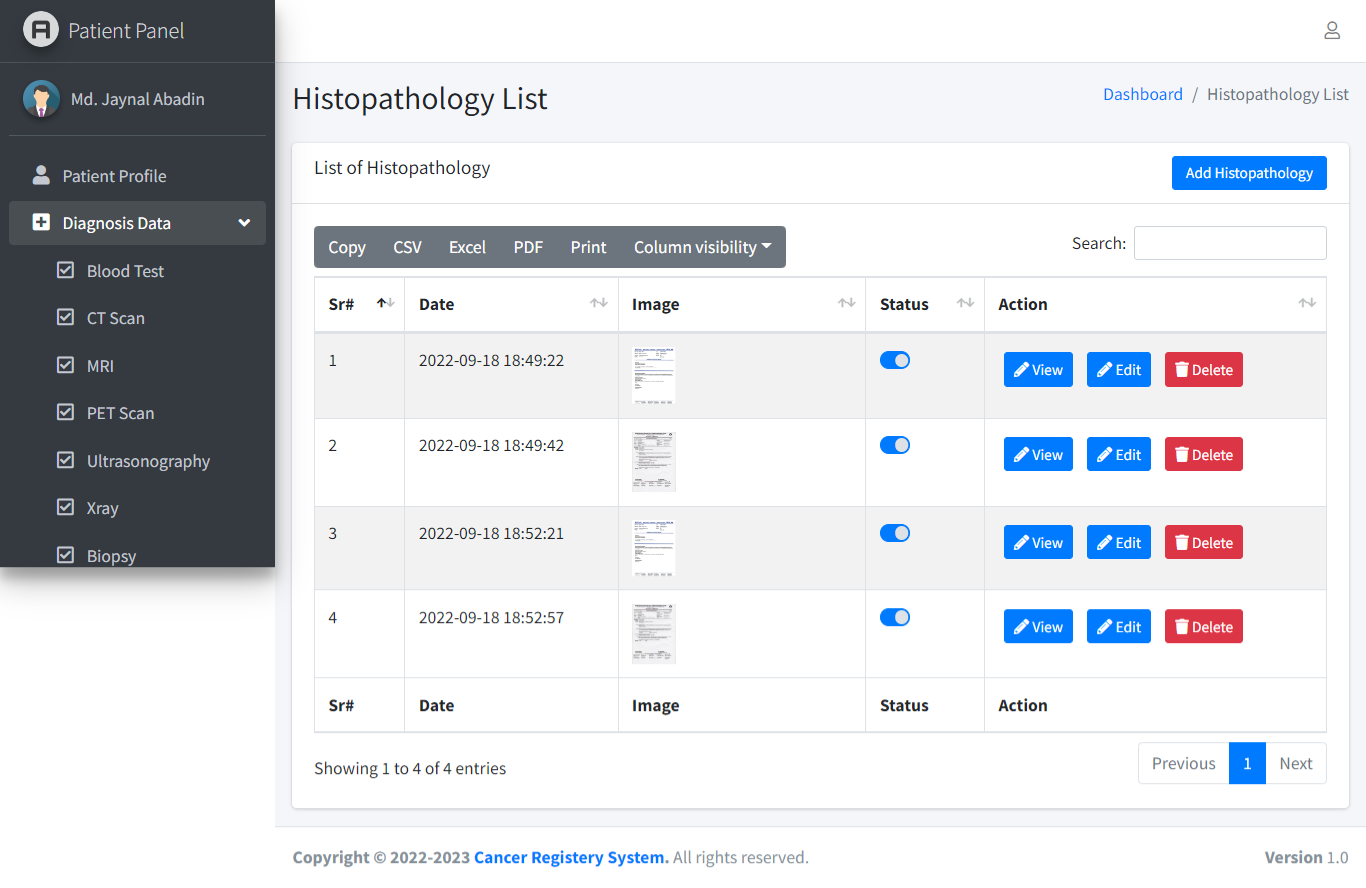 Patient Panel
Md. Jaynal Abadin
Patient Profile
Diagnosis Data
Blood Test
CT Scan
MRI
PET Scan
Ultrasonography
Xray
Biopsy
Histopathology List
Dashboard / Histopathology List
List of Histopathology
Add Histopathology
Copy CSV Excel PDF Print Column visibility
Search:
Sr# Date Image Status Action
1 2022-09-18 18:49:22 View Edit Delete
2 2022-09-18 18:49:42 View Edit Delete
3 2022-09-18 18:52:21 View Edit Delete
4 2022-09-18 18:52:57 View Edit Delete
Sr# Date Image Status Action
Showing 1 to 4 of 4 entries
Previous 1 Next
Copyright © 2022-2023 Cancer Registery System. All rights reserved.
Version 1.0